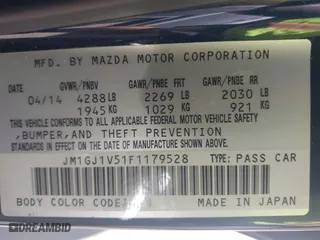 MFD. BY MAZDA MOTOR CORPORATION
GVWR/PNBV GAWR/PNBE FRT GAWR/PNBE RR
04/14 4288 LB 2269 LB 2030 LB
1945 KG 1029 KG 921 KG
THIS VEHICLE CONFORMS TO ALL APPLICABLE
FEDERAL MOTOR VEHICLE SAFETY
,BUMPER,AND THEFT PREVENTION
STANDARDS IN EFFECT ON THE DATE OF
MANUFACTURE SHOWN ABOVE.
JM1GJ1V51F1179528 TYPE:PASS CAR
BODY COLOR CODE: MADE IN JAPAN
DREAMBID